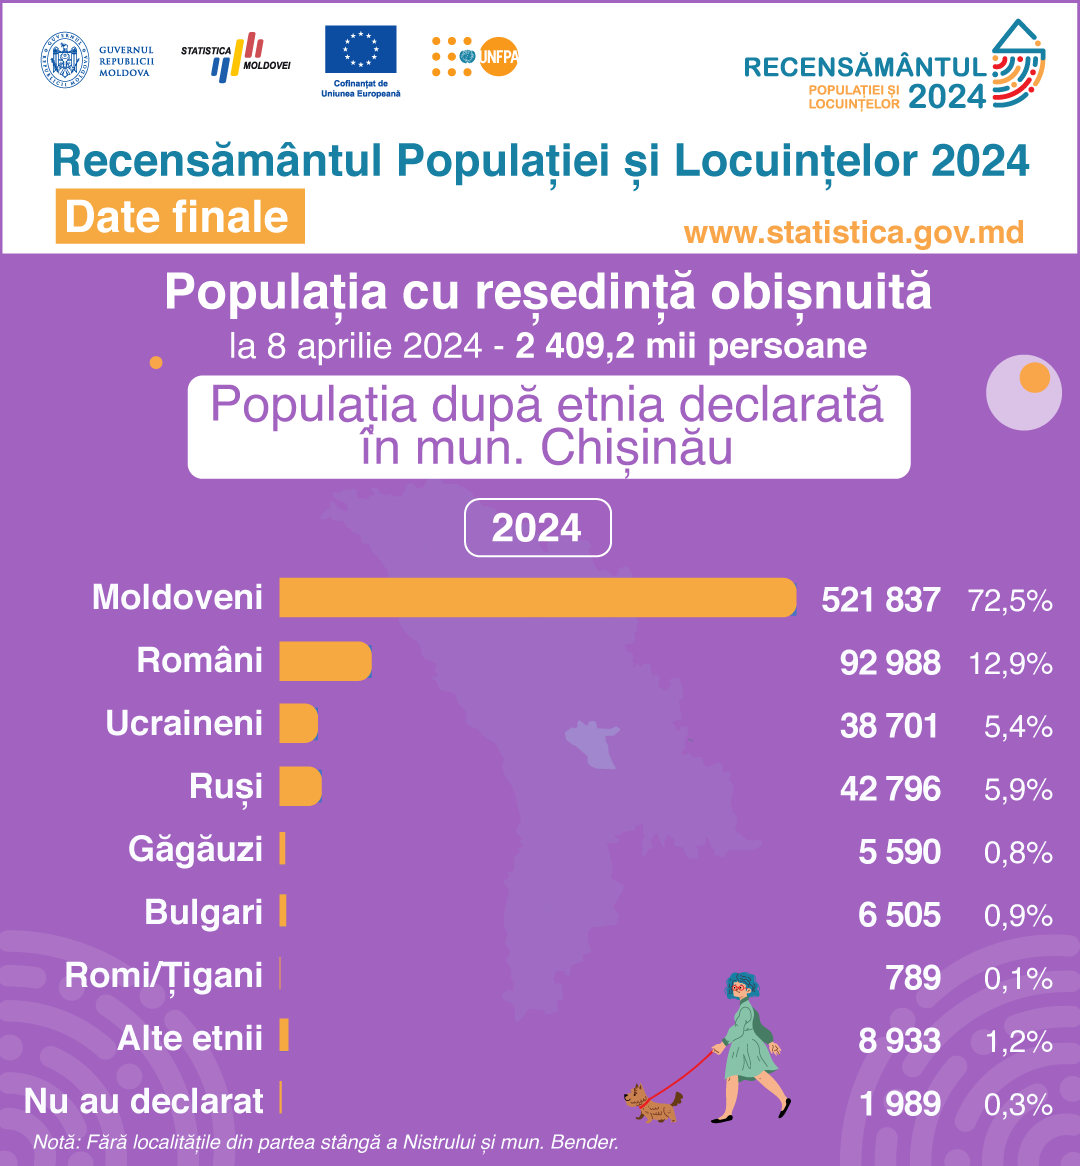 GUVERNUL
REPUBLICII
MOLDOVA
STATISTICA
MOLDOVEI
Cofinanțat de
Uniunea Europeană
UNFPA
RECENSĂMÂNTUL
POPULAȚIEI ȘI
LOCUINȚELOR 2024
Recensământul Populației și Locuințelor 2024
Date finale
www.statistica.gov.md
Populația cu reședință obișnuită
la 8 aprilie 2024 - 2 409,2 mii persoane
Populația după etnia declarată
în mun. Chișinău
2024
Moldoveni 521 837 72,5%
Români 92 988 12,9%
Ucraineni 38 701 5,4%
Ruși 42 796 5,9%
Găgăuzi 5 590 0,8%
Bulgari 6 505 0,9%
Romi/Țigani 789 0,1%
Alte etnii 8 933 1,2%
Nu au declarat 1 989 0,3%
Notă: Fără localitățile din partea stângă a Nistrului și mun. Bender.